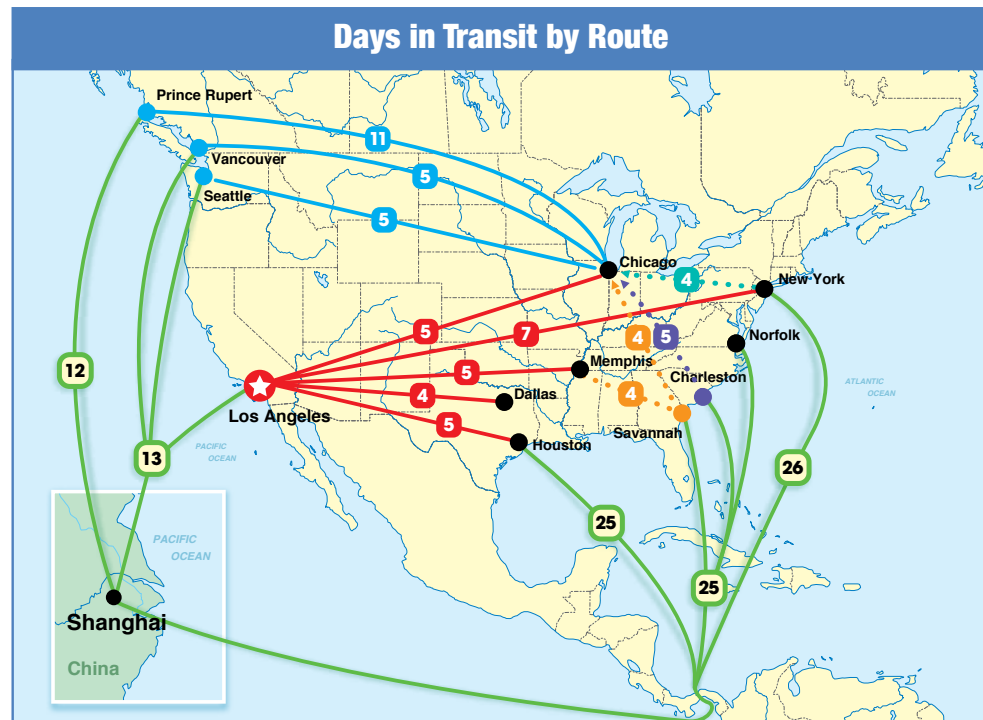 Days in Transit by Route
Prince Rupert
11
Vancouver
5
Seattle
5
Chicago
4
New York
5
7
4
5
Norfolk
12
Memphis
5
Charleston
4
Dallas
4
ATLANTIC
OCEAN
Los Angeles
5
Savannah
Houston
PACIFIC
OCEAN
13
26
25
PACIFIC
OCEAN
25
Shanghai
China